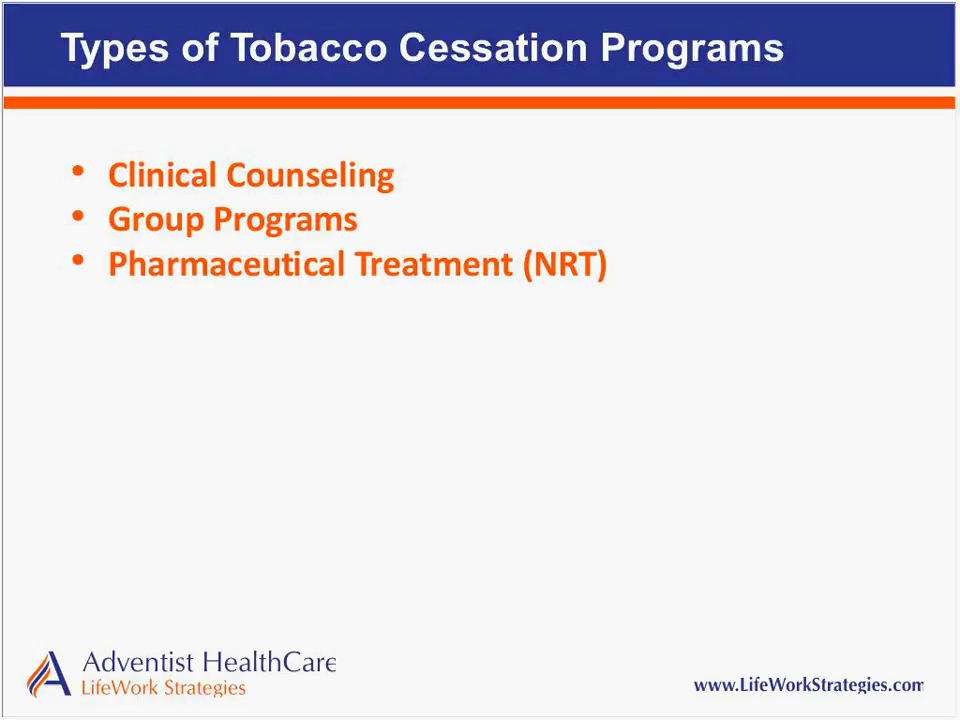 Types of Tobacco Cessation Programs
• Clinical Counseling
• Group Programs
• Pharmaceutical Treatment (NRT)
Adventist HealthCare
LifeWork Strategies
www.LifeWorkStrategies.com